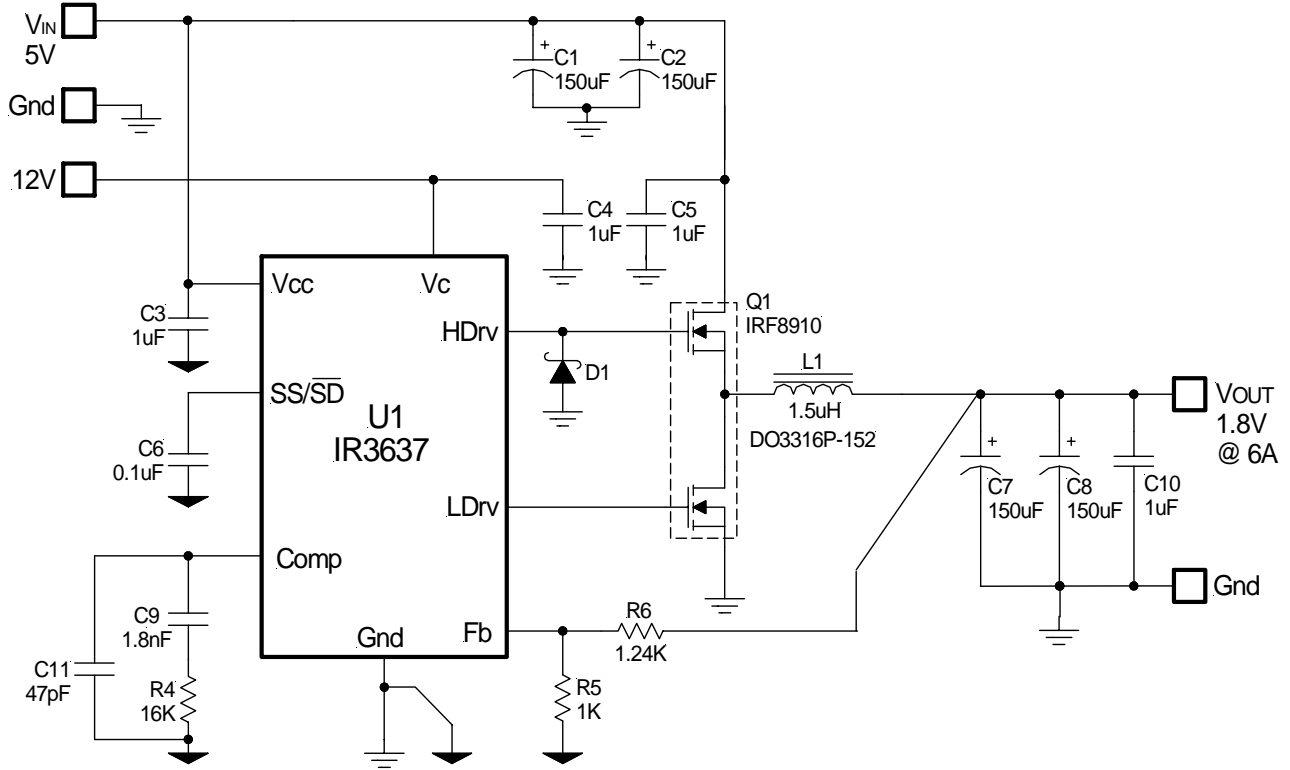 VIN
5V
Gnd
12V
+
C1
150uF
+
C2
150uF
C4
1uF
C5
1uF
Vcc
Vc
C3
1uF
HDrv
D1
Q1
IRF8910
L1
1.5uH
DO3316P-152
VOUT
1.8V
@ 6A
SS/SD
U1
IR3637
C6
0.1uF
LDrv
+
C7
150uF
+
C8
150uF
C10
1uF
Gnd
Comp
C9
1.8nF
C11
47pF
R4
16K
Gnd
Fb
R6
1.24K
R5
1K